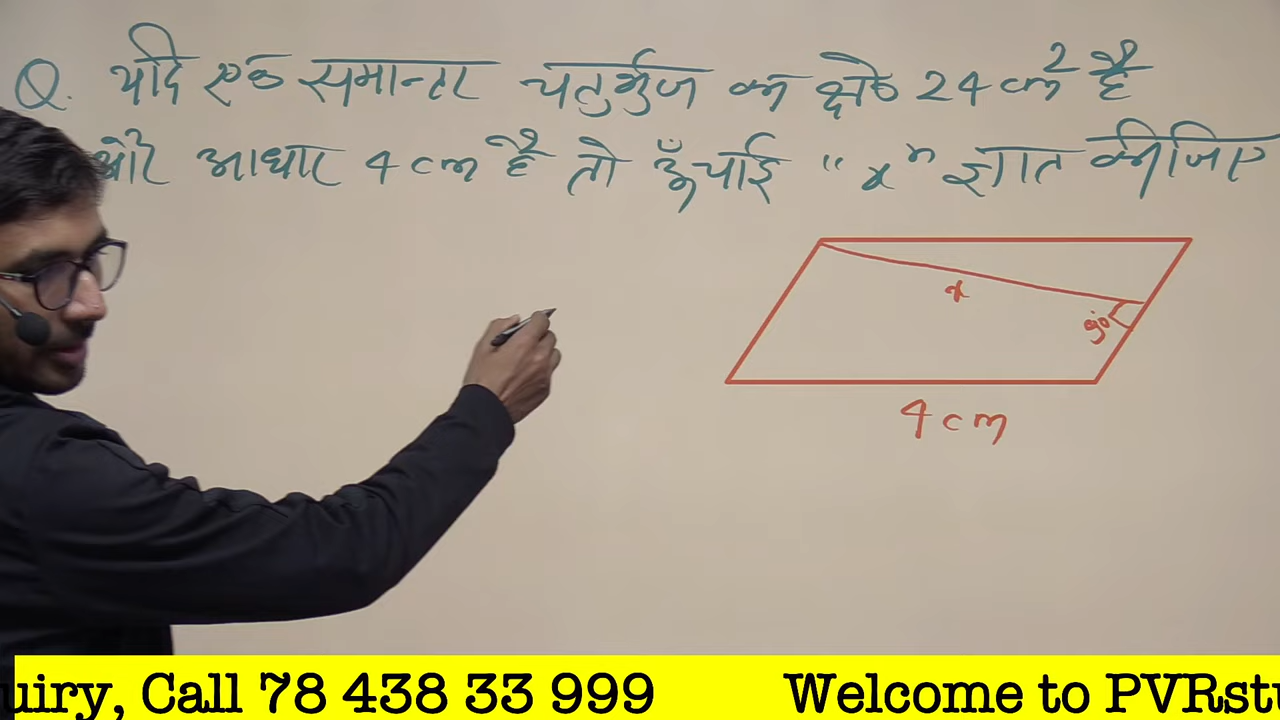 Q. यदि एक समान्तर चतुर्भुज का क्षे० 24 cm² है
और आधार 4 cm है तो ऊँचाई "x" ज्ञात कीजिए
x
90°
4 cm
uiry, Call 78 438 33 999 Welcome to PVRstu